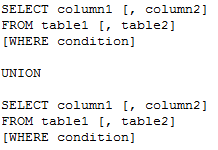 SELECT column1 [, column2]
FROM table1 [, table2]
[WHERE condition]
UNION
SELECT column1 [, column2]
FROM table1 [, table2]
[WHERE condition]